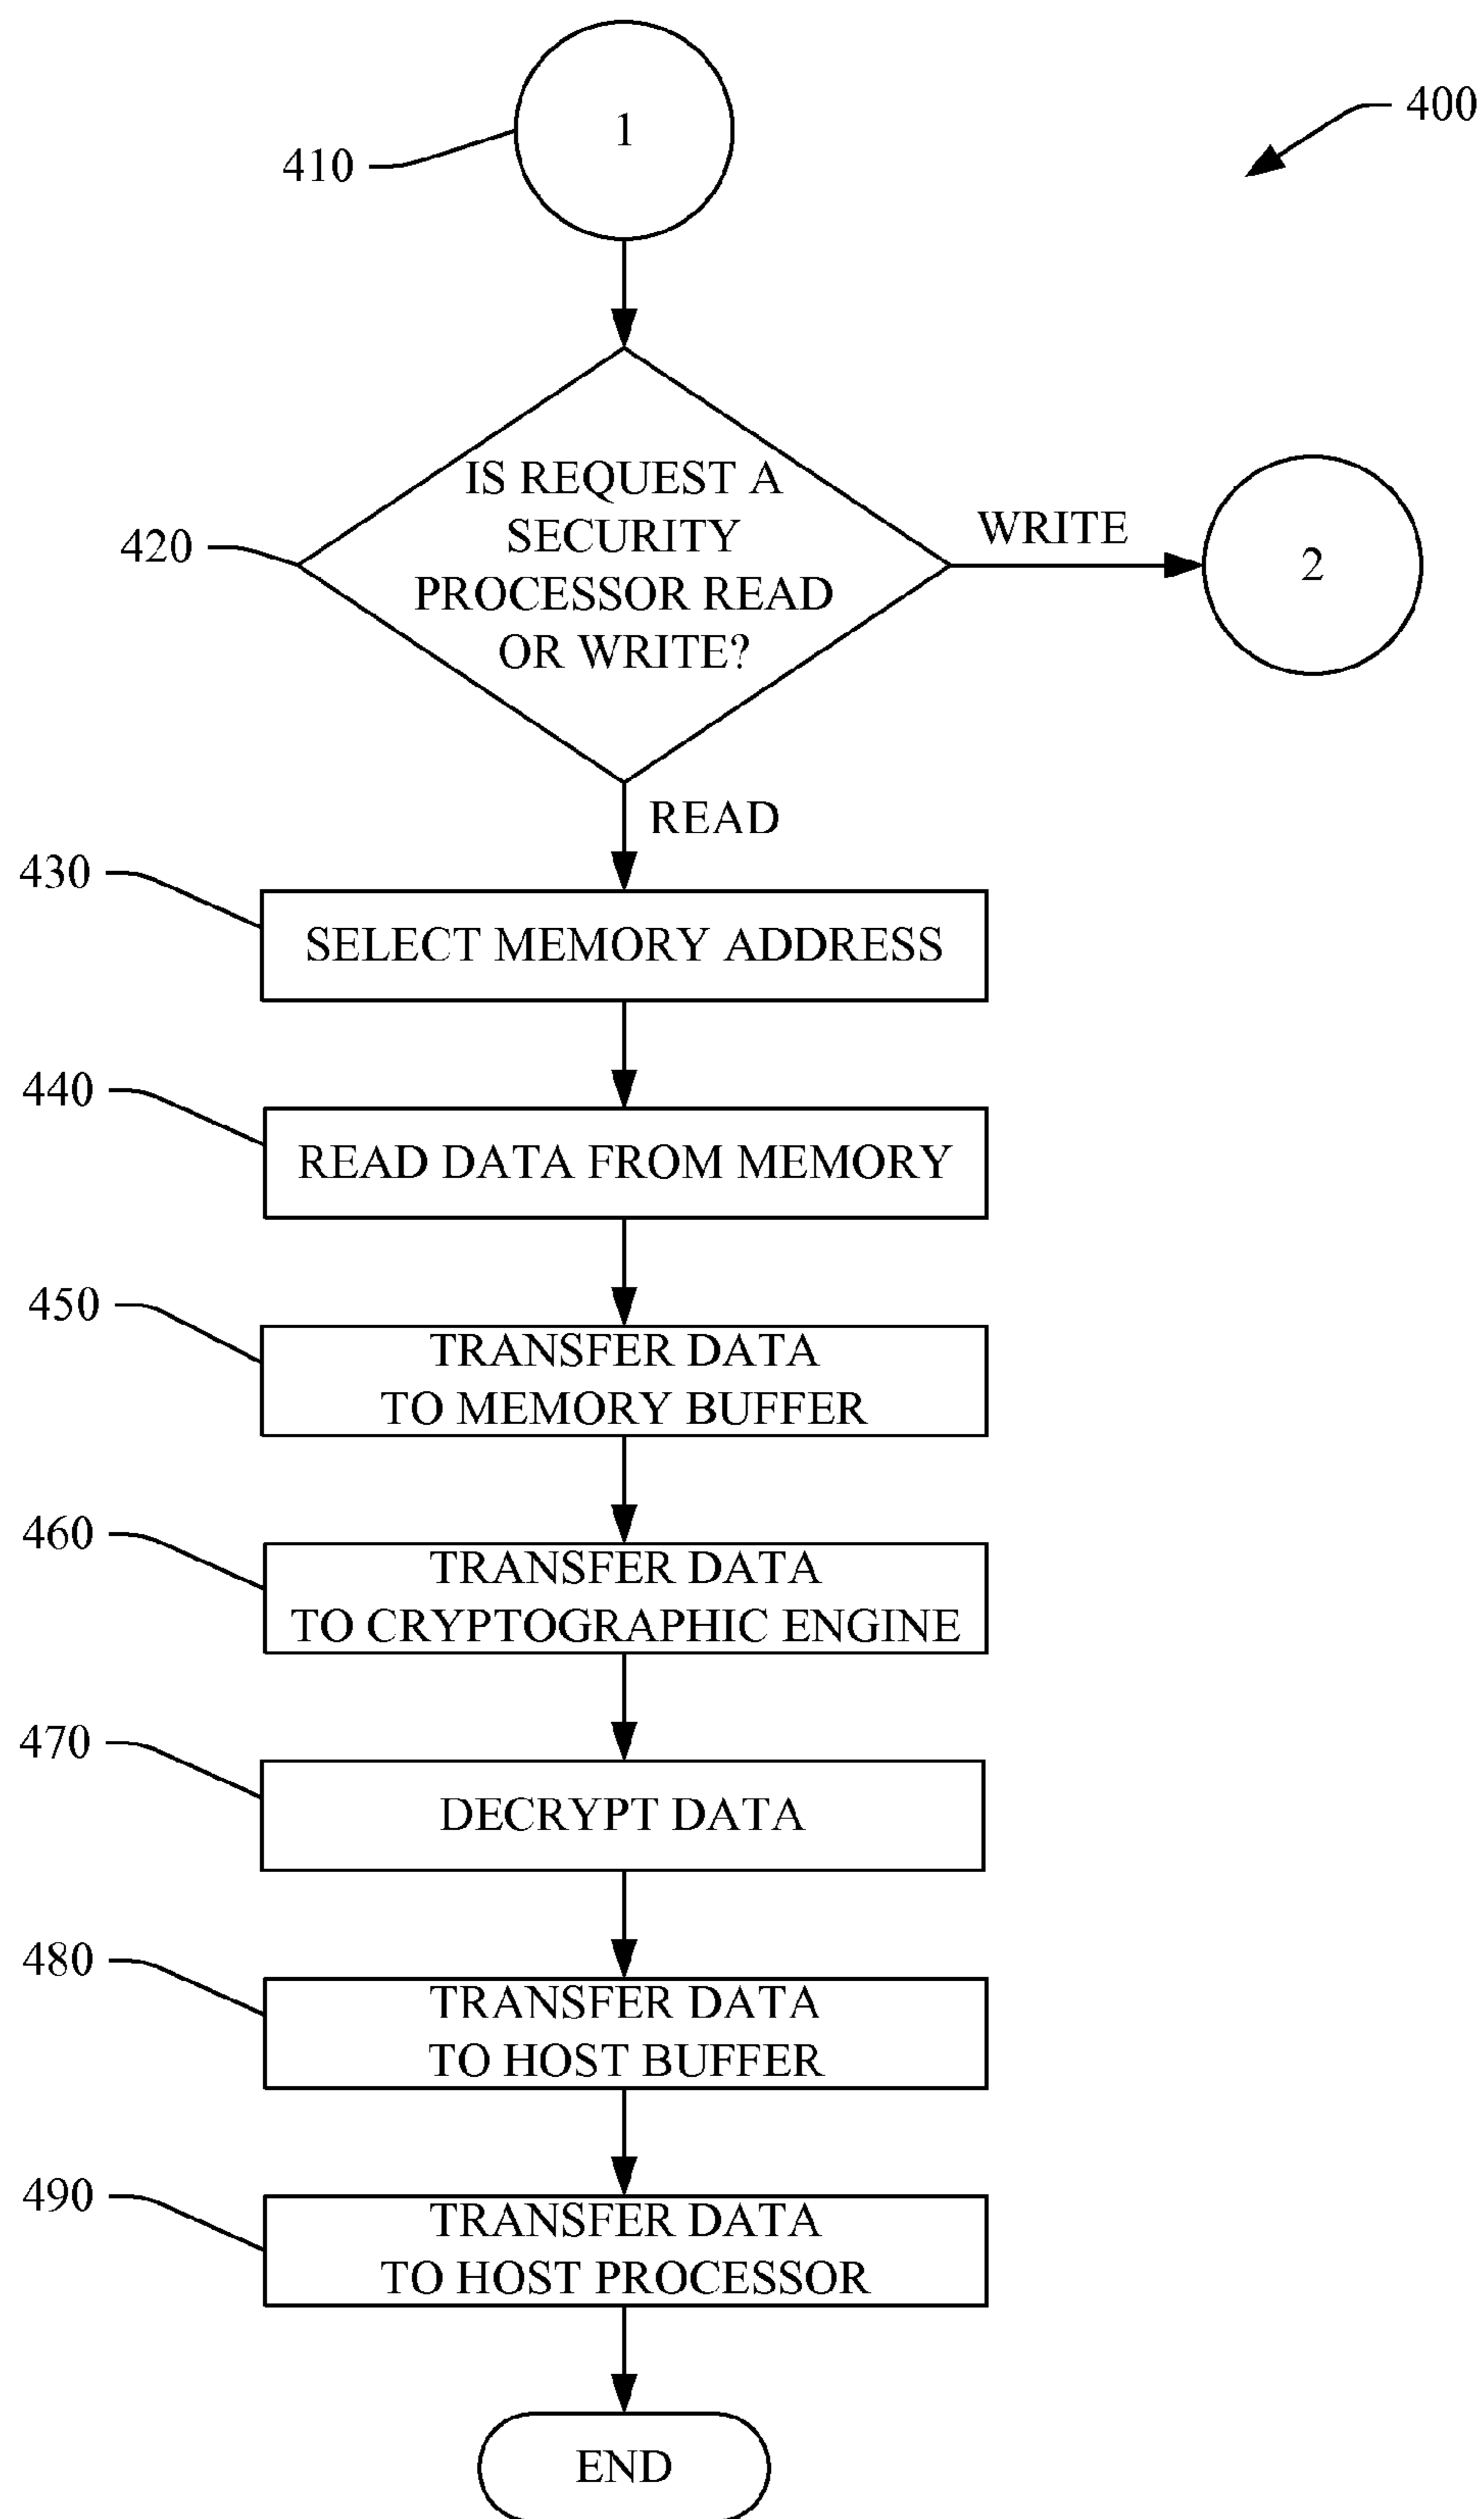 1
400
410
IS REQUEST A
SECURITY
PROCESSOR READ
OR WRITE?
420
WRITE
2
READ
430
SELECT MEMORY ADDRESS
440
READ DATA FROM MEMORY
450
TRANSFER DATA
TO MEMORY BUFFER
460
TRANSFER DATA
TO CRYPTOGRAPHIC ENGINE
470
DECRYPT DATA
480
TRANSFER DATA
TO HOST BUFFER
490
TRANSFER DATA
TO HOST PROCESSOR
END